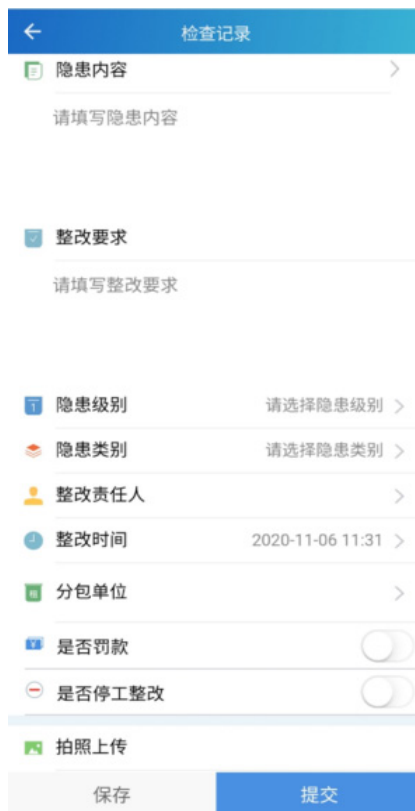 检查记录
隐患内容
请填写隐患内容
整改要求
请填写整改要求
隐患级别 请选择隐患级别
隐患类别 请选择隐患类别
整改责任人
整改时间 2020-11-06 11:31
分包单位
是否罚款
是否停工整改
拍照上传
保存 提交